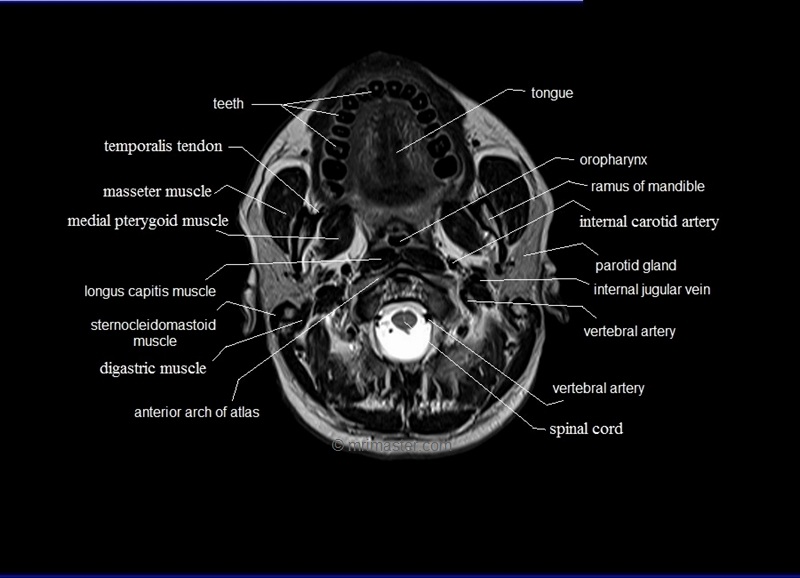 teeth
tongue
temporalis tendon
oropharynx
masseter muscle
ramus of mandible
medial pterygoid muscle
internal carotid artery
parotid gland
longus capitis muscle
internal jugular vein
sternocleidomastoid
muscle
vertebral artery
digastric muscle
vertebral artery
anterior arch of atlas
spinal cord
© mrimaster.com